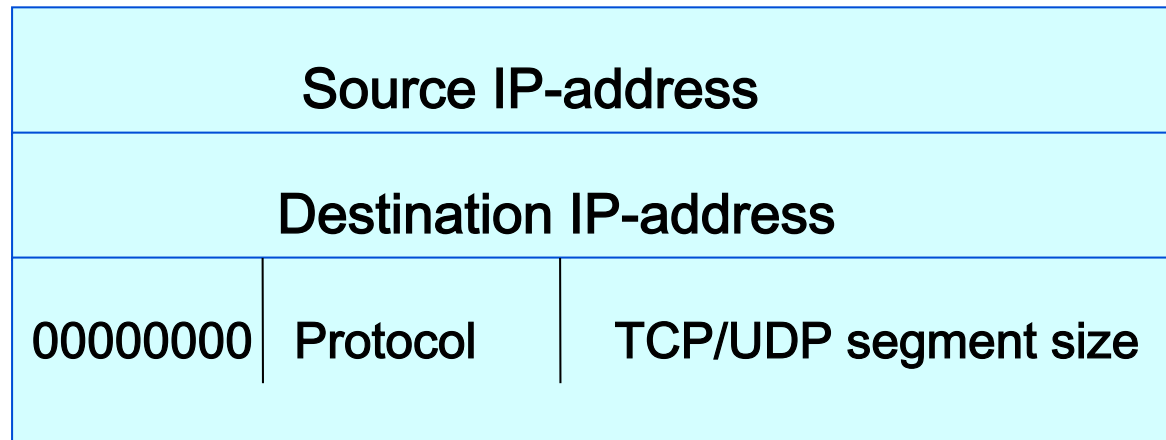 Source IP-address
Destination IP-address
00000000 Protocol TCP/UDP segment size